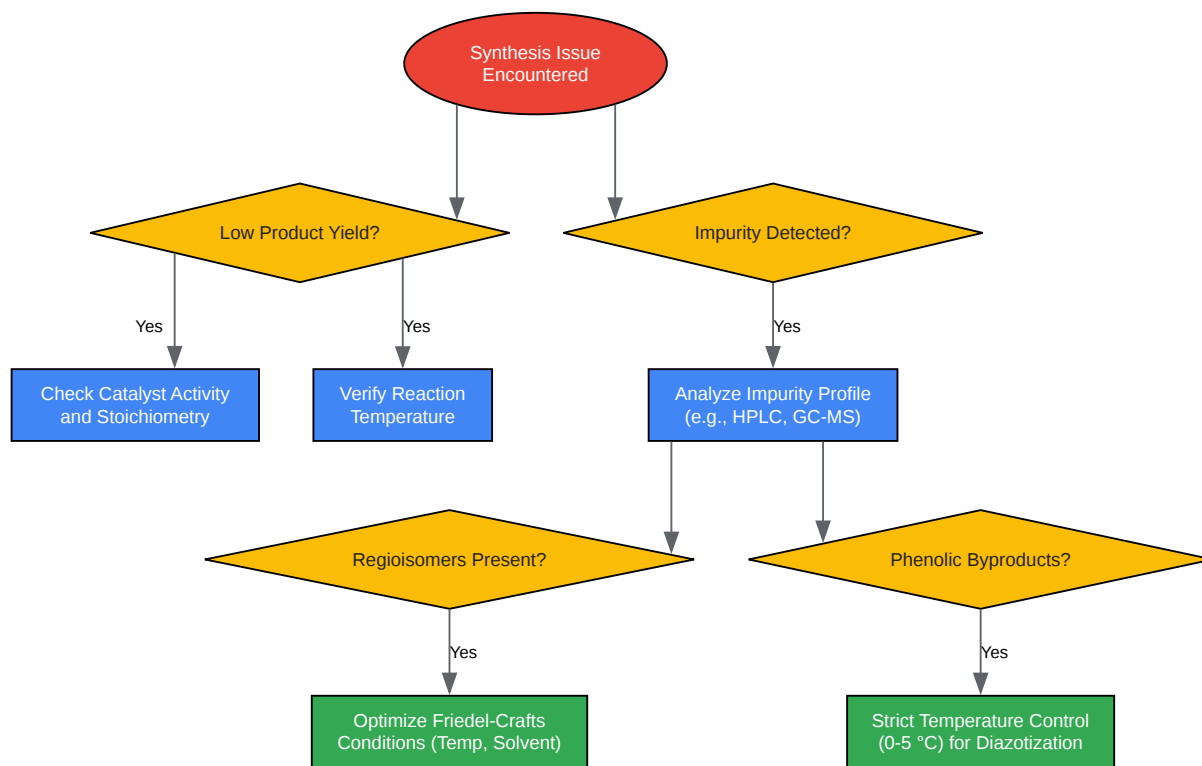 Synthesis Issue
Encountered
Low Product Yield?
Impurity Detected?
Yes
Yes
Yes
Check Catalyst Activity
and Stoichiometry
Verify Reaction
Temperature
Analyze Impurity Profile
(e.g., HPLC, GC-MS)
Regioisomers Present?
Phenolic Byproducts?
Yes
Yes
Optimize Friedel-Crafts
Conditions (Temp, Solvent)
Strict Temperature Control
(0-5 °C) for Diazotization